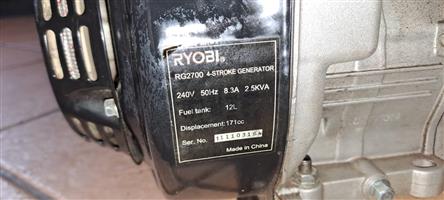 RYOBI®
RG2700 4-STROKE GENERATOR
240V 50Hz 8.3A 2.5KVA
Fuel tank: 12L
Displacement: 171cc
Ser. No.
Made in China